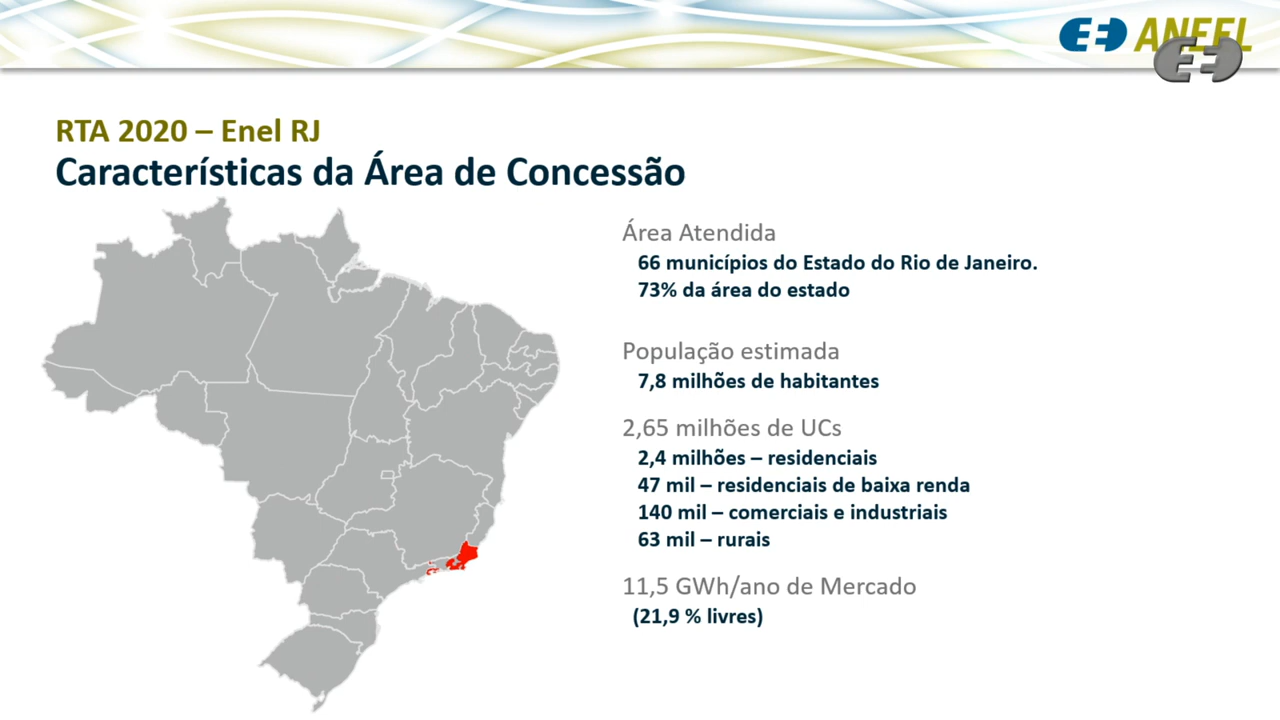 ANEEL
RTA 2020 – Enel RJ
Características da Área de Concessão
Área Atendida
66 municípios do Estado do Rio de Janeiro.
73% da área do estado
População estimada
7,8 milhões de habitantes
2,65 milhões de UCs
2,4 milhões – residenciais
47 mil – residenciais de baixa renda
140 mil – comerciais e industriais
63 mil – rurais
11,5 GWh/ano de Mercado
(21,9 % livres)